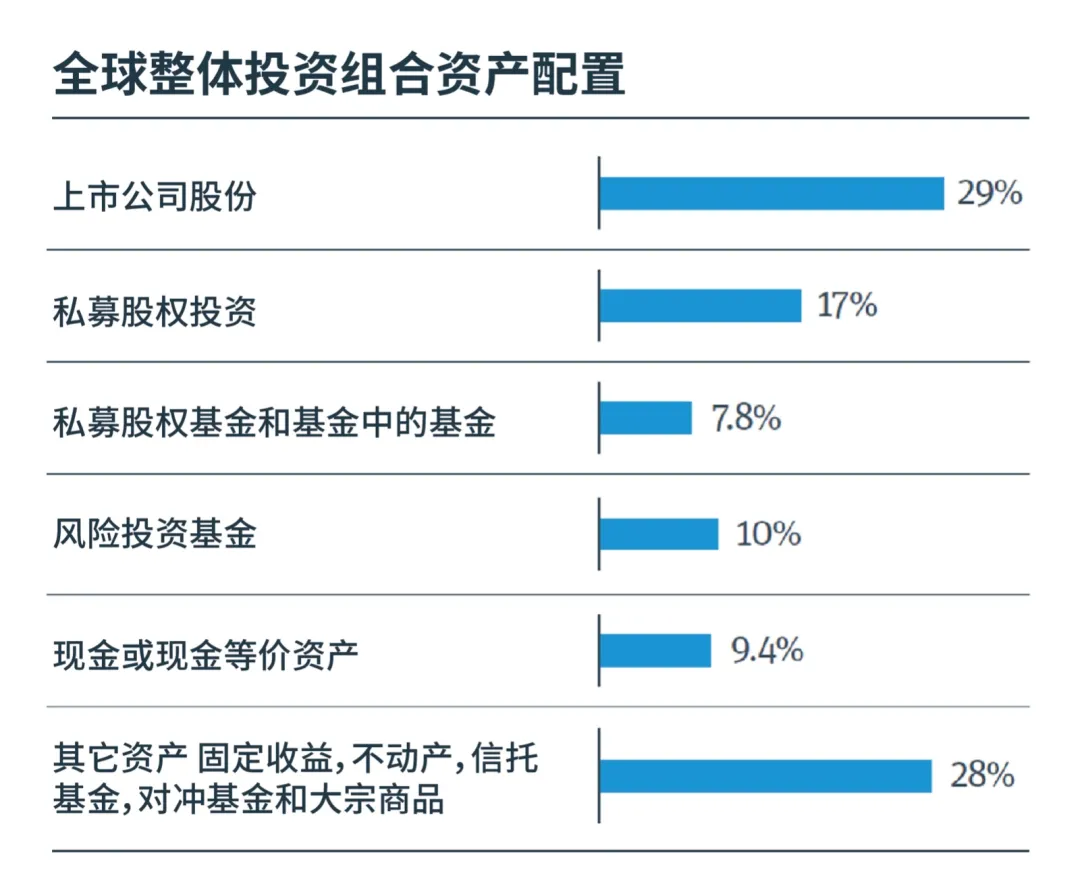 全球整体投资组合资产配置
上市公司股份
29%
私募股权投资
17%
私募股权基金和基金中的基金
7.8%
风险投资基金
10%
现金或现金等价资产
9.4%
其它资产 固定收益,不动产,信托
基金,对冲基金和大宗商品
28%